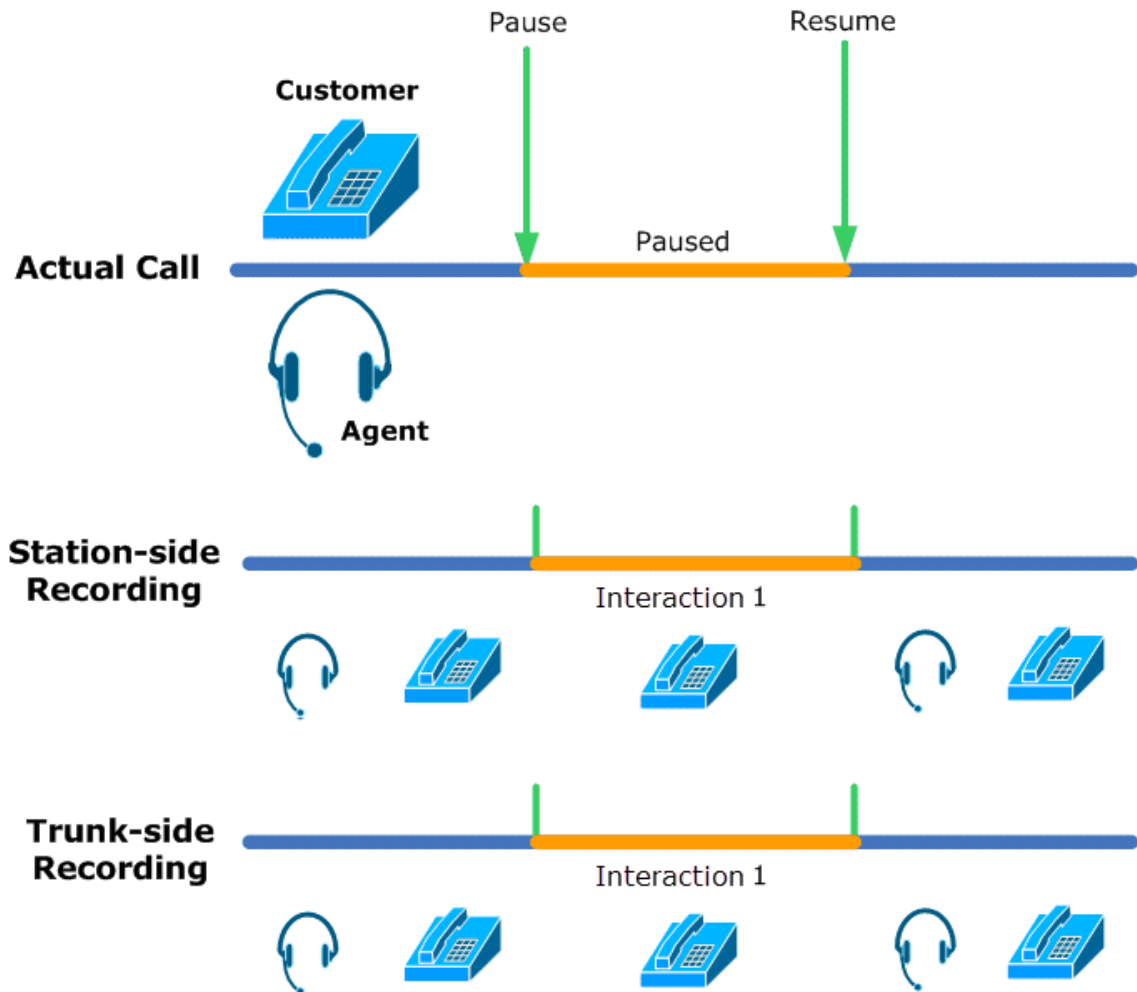 Pause
Resume
Customer
Actual Call
Paused
Agent
Station-side
Recording
Interaction 1
Trunk-side
Recording
Interaction 1